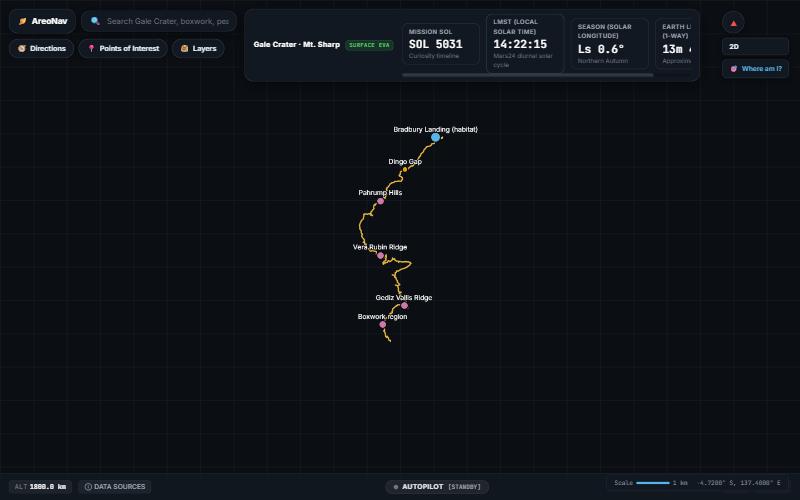 AreoNav
Search Gale Crater, boxwork, pes
Directions
Points of Interest
Layers
Gale Crater · Mt. Sharp
SURFACE EVA
MISSION SOL
SOL 5031
Curiosity timeline
LMST (LOCAL
SOLAR TIME)
14:22:15
Mars24 diurnal solar
cycle
SEASON (SOLAR
LONGITUDE)
Ls 0.6°
Northern Autumn
EARTH L
(1-WAY)
13m
Approxim
2D
Where am I?
Bradbury Landing (habitat)
Dingo Gap
Pahrump Hills
Vera Rubin Ridge
Gediz Vallis Ridge
Boxwork region
ALT 1800.0 km
DATA SOURCES
AUTOPILOT [STANDBY]
Scale 1 km -4.7200° S, 137.4000° E